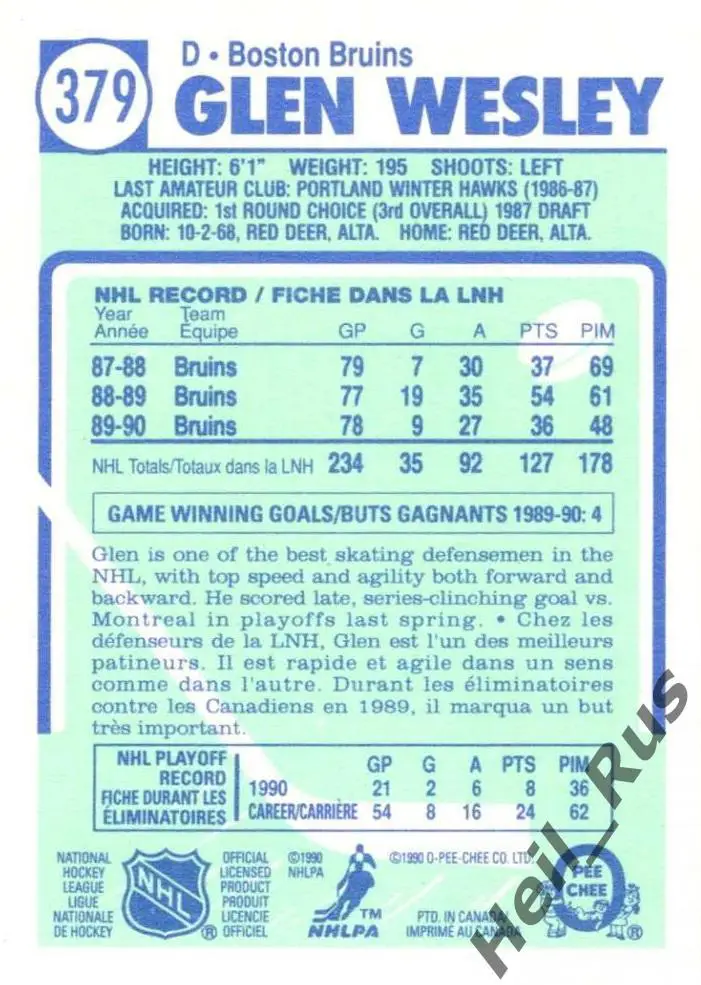 379
D • Boston Bruins
GLEN WESLEY
HEIGHT: 6'1" WEIGHT: 195 SHOOTS: LEFT
LAST AMATEUR CLUB: PORTLAND WINTER HAWKS (1986-87)
ACQUIRED: 1st ROUND CHOICE (3rd OVERALL) 1987 DRAFT
BORN: 10-2-68, RED DEER, ALTA. HOME: RED DEER, ALTA.
NHL RECORD / FICHE DANS LA LNH
Year Team
Année Équipe GP G A PTS PIM
87-88 Bruins 79 7 30 37 69
88-89 Bruins 77 19 35 54 61
89-90 Bruins 78 9 27 36 48
NHL Totals/Totaux dans la LNH 234 35 92 127 178
GAME WINNING GOALS/BUTS GAGNANTS 1989-90: 4
Glen is one of the best skating defensemen in the
NHL, with top speed and agility both forward and
backward. He scored late, series-clinching goal vs.
Montreal in playoffs last spring. • Chez les
défenseurs de la LNH, Glen est l'un des meilleurs
patineurs. Il est rapide et agile dans un sens
comme dans l'autre. Durant les éliminatoires
contre les Canadiens en 1989, il marqua un but
très important.
NHL PLAYOFF
RECORD
FICHE DURANT LES
ÉLIMINATOIRES
GP G A PTS PIM
1990 21 2 6 8 36
CAREER/CARRIÈRE 54 8 16 24 62
NATIONAL
HOCKEY
LEAGUE
LIGUE
NATIONALE
DE HOCKEY
NHL
®
OFFICIAL
LICENSED
PRODUCT
PRODUIT
LICENCIE
OFFICIEL
©1990
NHLPA
TM
NHLPA
©1990 O-PEE-CHEE CO. LTD.
PTD. IN CANADA/
IMPRIMÉ AU CANADA
O
PEE
CHEE
®
Heil_Rus